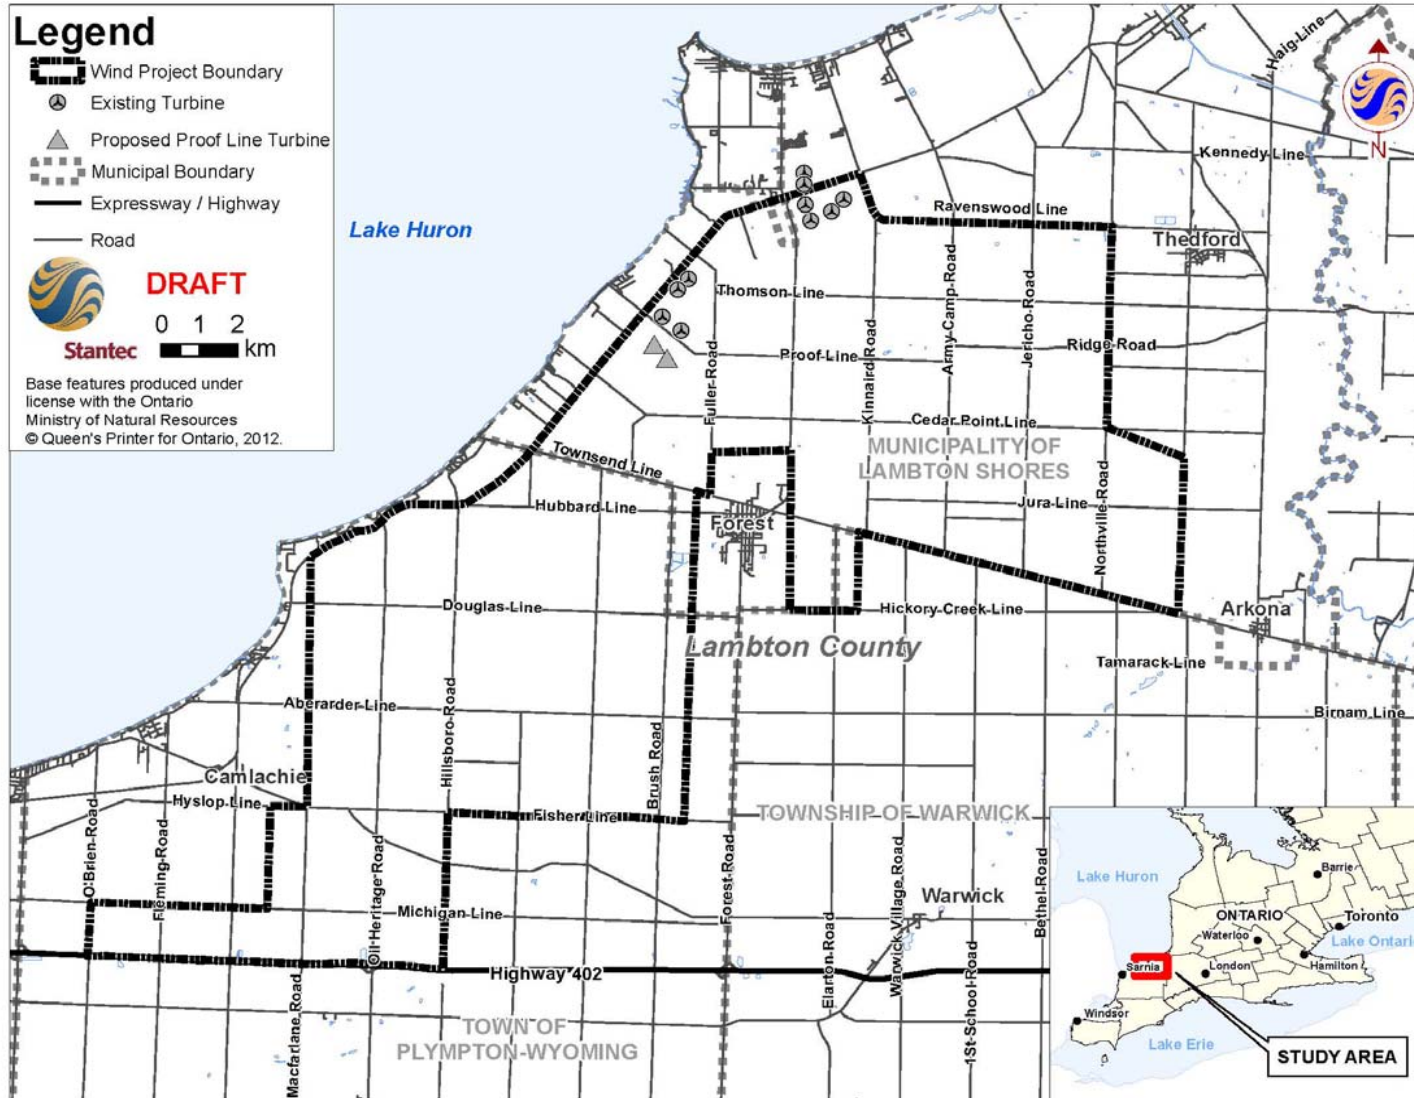 Legend
Wind Project Boundary
Existing Turbine
Proposed Proof Line Turbine
Municipal Boundary
Expressway / Highway
Road
DRAFT
Stantec
0 1 2
km
Base features produced under
license with the Ontario
Ministry of Natural Resources
© Queen's Printer for Ontario, 2012.
Lake Huron
N
Haig Line
Kennedy Line
Ravenswood Line
Thedford
Thomson Line
Proof Line
Fuller Road
Kinnaird Road
Army Camp Road
Jericho Road
Ridge Road
Cedar Point Line
MUNICIPALITY OF
LAMBTON SHORES
Townsend Line
Hubbard Line
Forest
Jura Line
Northville Road
Douglas Line
Hickory Creek Line
Arkona
Lambton County
Tamarack Line
Aberarder Line
Birnam Line
Hillsboro Road
Brush Road
Camlachie
Hyslop Line
Fisher Line
TOWNSHIP OF WARWICK
O'Brien Road
Fleming Road
Oil Heritage Road
Michigan Line
Forest Road
Elarton Road
Warwick Village Road
Warwick
Bethel Road
1St School Road
Highway 402
Macfarlane Road
TOWN OF
PLYMPTON-WYOMING
Lake Huron
Barrie
ONTARIO
Toronto
Waterloo
Lake Ontario
Sarnia
London
Hamilton
Windsor
Lake Erie
STUDY AREA